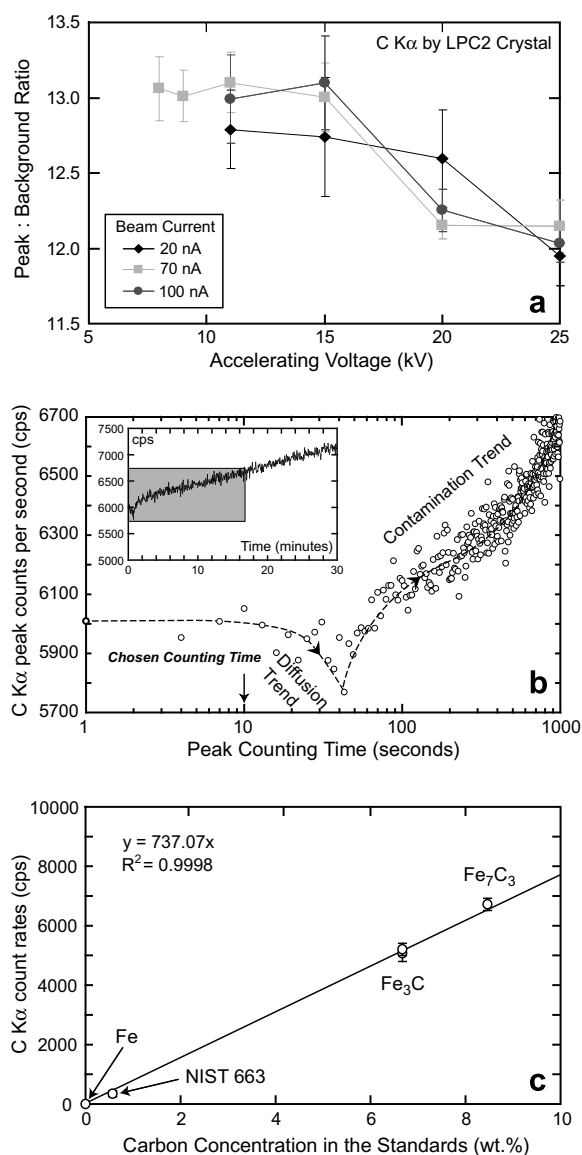 13.5
13.0
12.5
12.0
11.5
Peak : Background Ratio
C Kα by LPC2 Crystal
Beam Current
20 nA
70 nA
100 nA
a
5 10 15 20 25
Accelerating Voltage (kV)
6700
6500
6300
6100
5900
5700
C Kα peak counts per second (cps)
7500
7000
6500
6000
5500
5000
cps
Time (minutes)
0 10 20 30
Contamination Trend
Chosen Counting Time
Diffusion
Trend
b
1 10 100 1000
Peak Counting Time (seconds)
10000
8000
6000
4000
2000
0
C Kα count rates (cps)
y = 737.07x
R2 = 0.9998
Fe7C3
Fe3C
Fe
NIST 663
c
0 2 4 6 8 10
Carbon Concentration in the Standards (wt.%)